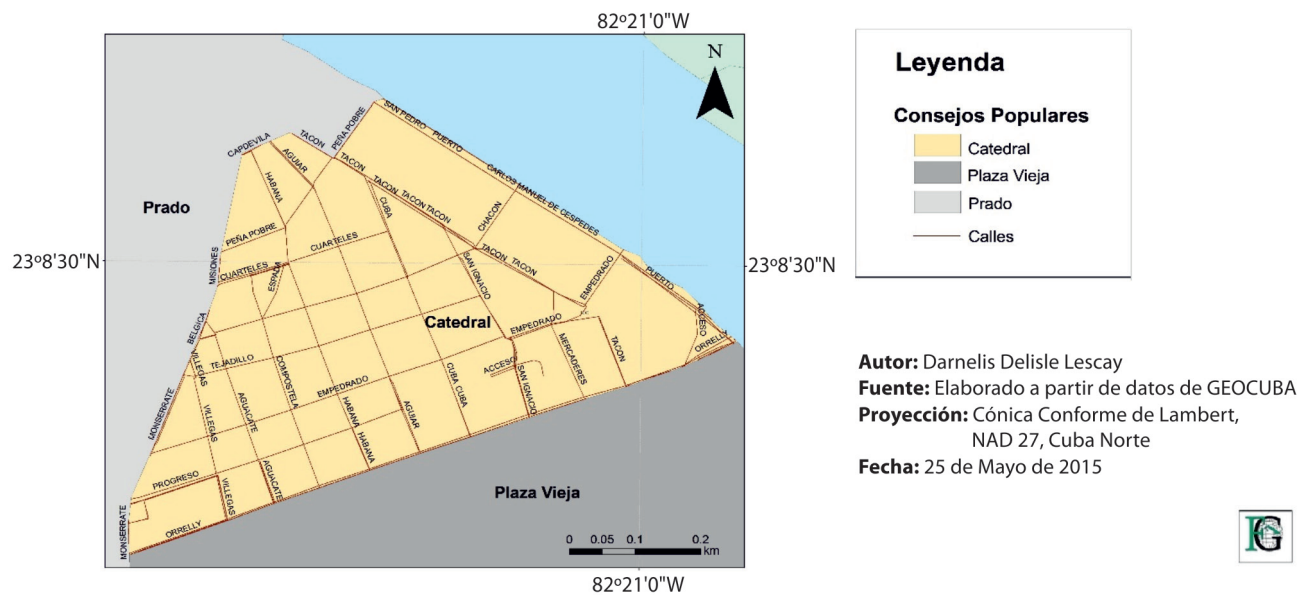 82º21'0"W
N
SAN PEDRO
PUERTO
PEÑA POBRE
TACON
CAPDEVILA
AGUIAR
TACON
CARLOS MANUEL DE CESPEDES
HABANA
TACON TACON TACON
CUBA
Prado
CHACON
PEÑA POBRE
CUARTELES
TACON TACON
23º8'30"N
23º8'30"N
MISIONES
CUARTELES
ESPADA
SAN IGNACIO
EMPEDRADO
PUERTO
ACCESO
BELGICA
Catedral
EMPEDRADO
ORRELLY
VILLEGAS
TEJADILLO
COMPOSTELA
ACCESO
MERCADERES
TACON
EMPEDRADO
CUBA CUBA
SAN IGNACIO
MONSERRATE
VILLEGAS
AGUACATE
HABANA
AGUIAR
HABANA
PROGRESO
AGUACATE
VILLEGAS
Plaza Vieja
ORRELLY
MONSERRATE
0 0.05 0.1 0.2
km
82º21'0"W
Leyenda
Consejos Populares
Catedral
Plaza Vieja
Prado
Calles
Autor: Darnelis Delisle Lescay
Fuente: Elaborado a partir de datos de GEOCUBA
Proyección: Cónica Conforme de Lambert,
NAD 27, Cuba Norte
Fecha: 25 de Mayo de 2015
FG